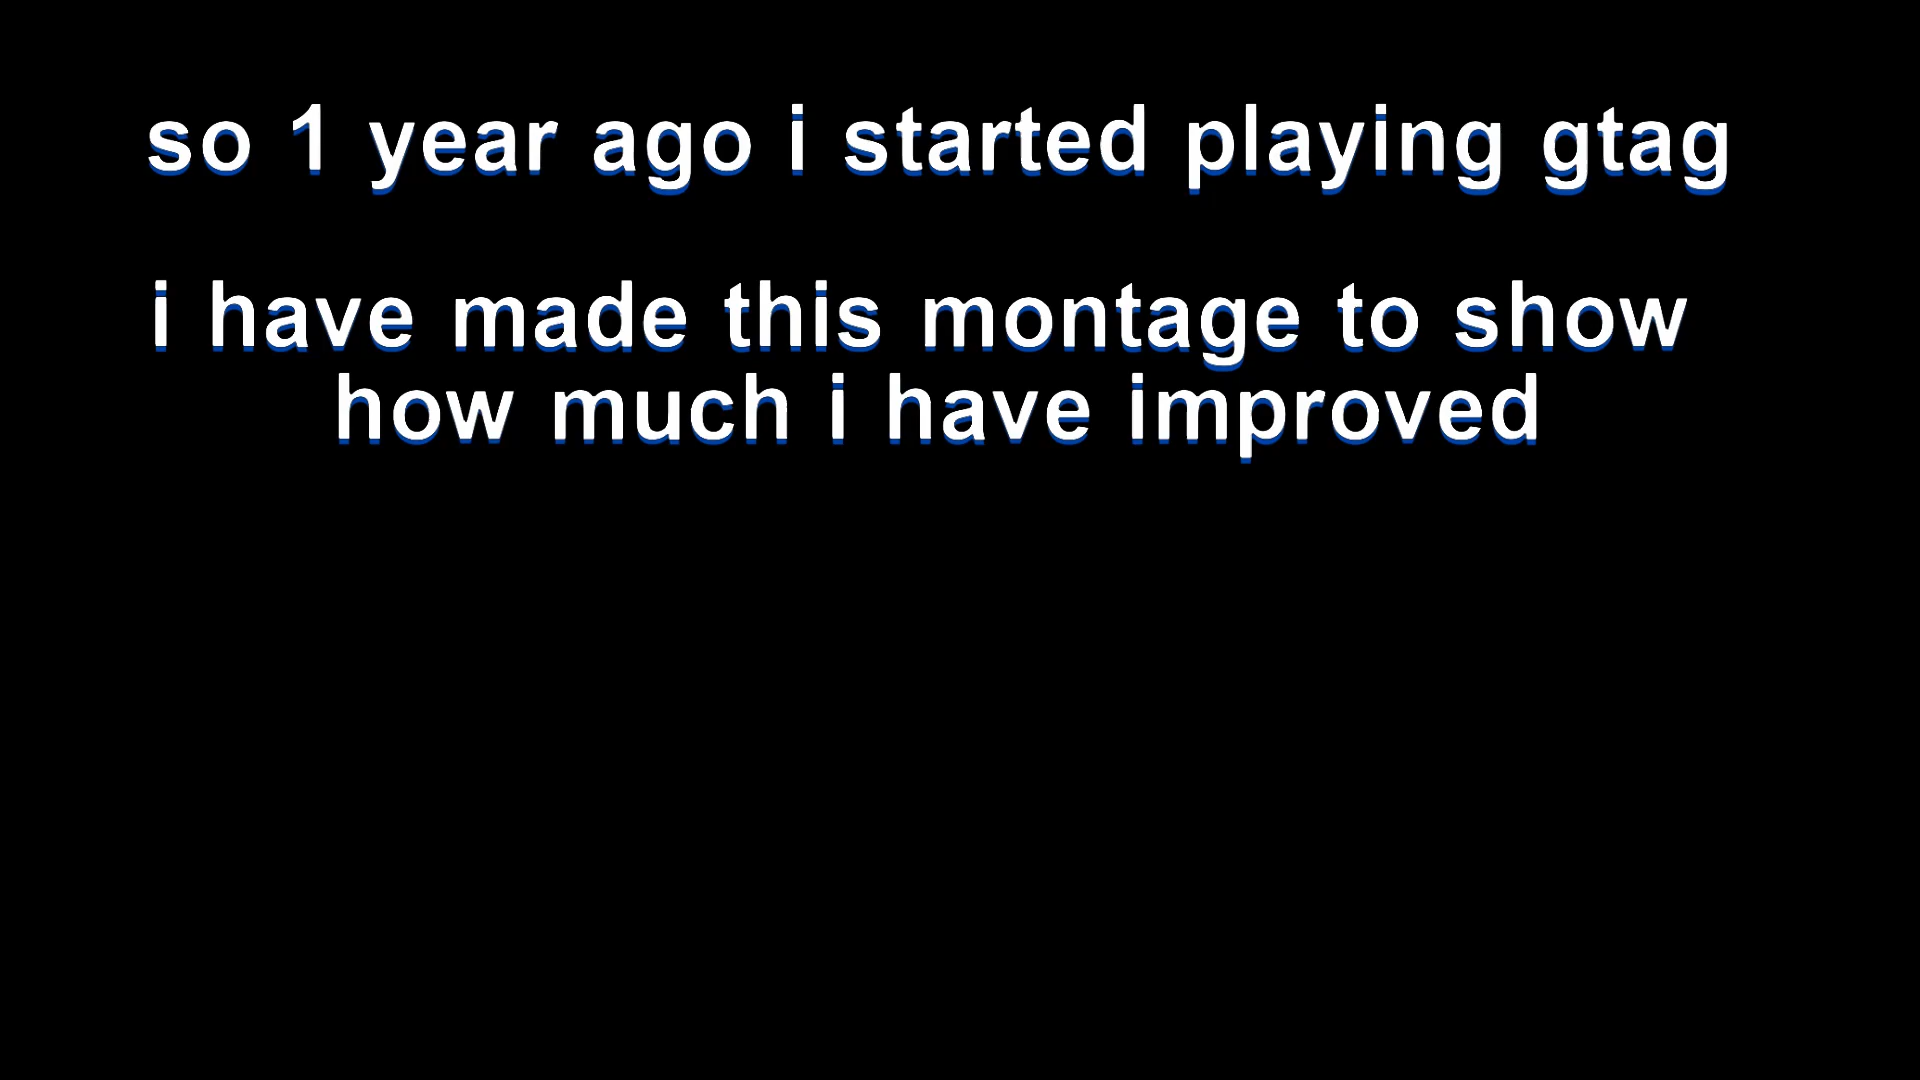 so 1 year ago i started playing gtag
i have made this montage to show
how much i have improved